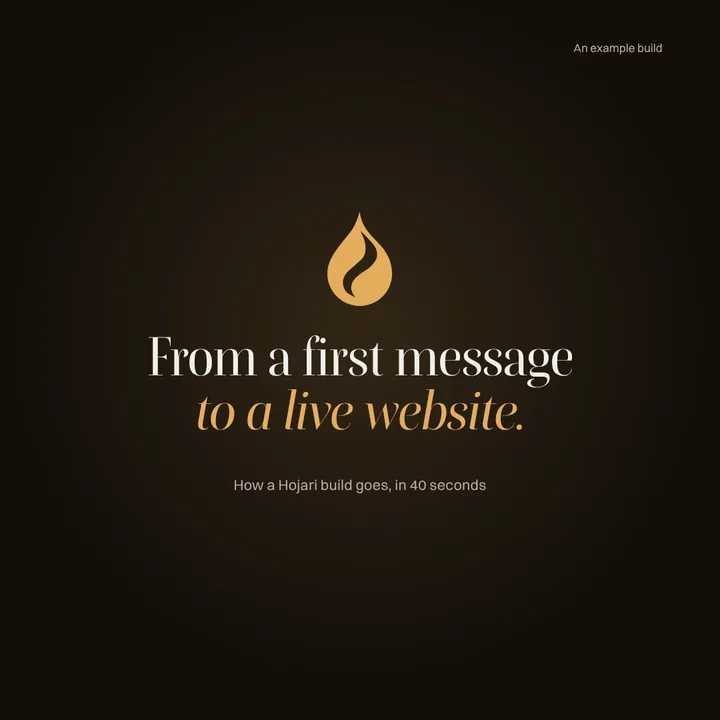 An example build
From a first message
to a live website.
How a Hojari build goes, in 40 seconds